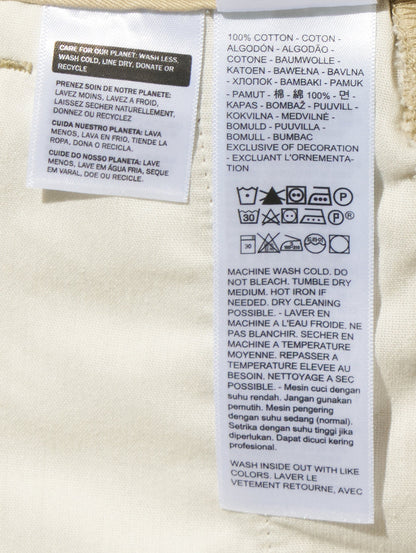 CARE FOR OUR PLANET: WASH LESS,
WASH COLD, LINE DRY, DONATE OR
RECYCLE
PRENEZ SOIN DE NOTRE PLANETE:
LAVEZ MOINS, LAVEZ A FROID,
LAISSEZ SECHER NATURELLEMENT,
DONNEZ OU RECYCLEZ
CUIDA NUESTRO PLANETA: LAVA
MENOS, LAVA EN FRIO, TIENDE LA
ROPA, DONA O RECICLA.
CUIDE DO NOSSO PLANETA: LAVE
MENOS, LAVE EM ÁGUA FRIA, SEQUE
EM VARAL, DOE OU RECICLE.
100% COTTON - COTON -
ALGODÓN - ALGODÃO -
COTONE - BAUMWOLLE -
KATOEN - BAWEŁNA - BAVLNA
- ХЛОПОК - ΒΑΜΒΑΚΙ - PAMUK
- PAMUT - 棉 - 綿 - 100% 면 -
KAPAS - BOMBAŽ - PUUVILL -
KOKVILNA - MEDVILNĖ -
BOMULD - PUUVILLA -
BOMULL - BUMBAC
EXCLUSIVE OF DECORATION
- EXCLUANT L'ORNEMENTA-
TION
P
30 P
30
MACHINE WASH COLD. DO
NOT BLEACH. TUMBLE DRY
MEDIUM. HOT IRON IF
NEEDED. DRY CLEANING
POSSIBLE. - LAVER EN
MACHINE A L'EAU FROIDE. NE
PAS BLANCHIR. SECHER EN
MACHINE A TEMPERATURE
MOYENNE. REPASSER A
TEMPERATURE ELEVEE AU
BESOIN. NETTOYAGE A SEC
POSSIBLE. - Mesin cuci dengan
suhu rendah. Jangan gunakan
pemutih. Mesin pengering
dengan suhu sedang (normal).
Setrika dengan suhu tinggi jika
diperlukan. Dapat dicuci kering
profesional.
WASH INSIDE OUT WITH LIKE
COLORS. LAVER LE
VETEMENT RETOURNE, AVEC